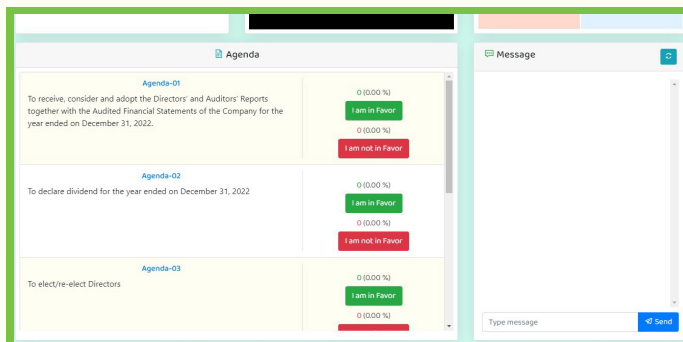 Agenda
Agenda-01
To receive, consider and adopt the Directors' and Auditors' Reports
together with the Audited Financial Statements of the Company for the
year ended on December 31, 2022.
0 (0.00 %)
I am in Favor
0 (0.00 %)
I am not in Favor
Agenda-02
To declare dividend for the year ended on December 31, 2022
0 (0.00 %)
I am in Favor
0 (0.00 %)
I am not in Favor
Agenda-03
To elect/re-elect Directors
0 (0.00 %)
I am in Favor
0 (0.00 %)
Message
Type message
Send